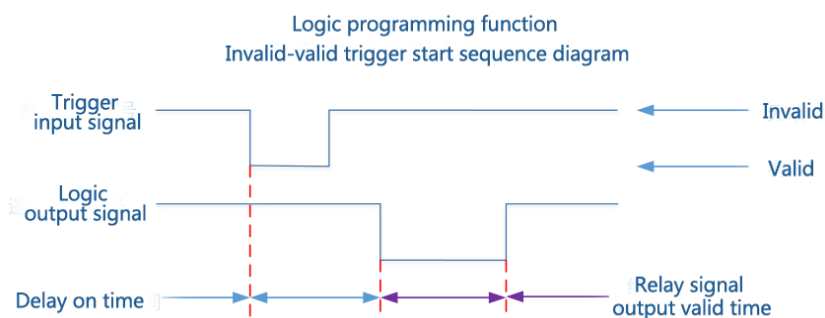 Logic programming function
Invalid-valid trigger start sequence diagram
Trigger
input signal
Invalid
Valid
Logic
output signal
Delay on time
Relay signal
output valid time